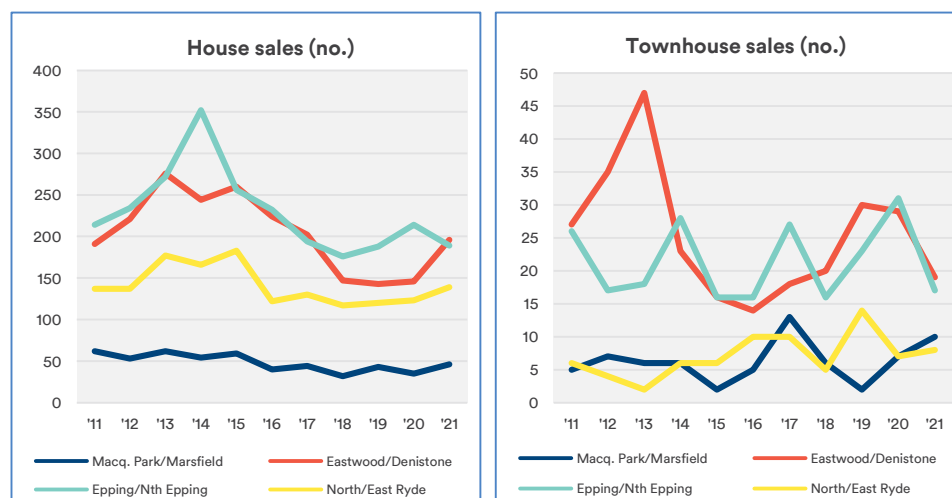 House sales (no.)
400
350
300
250
200
150
100
50
0
'11 '12 '13 '14 '15 '16 '17 '18 '19 '20 '21
Macq. Park/Marsfield Eastwood/Denistone
Epping/Nth Epping North/East Ryde
Townhouse sales (no.)
50
45
40
35
30
25
20
15
10
5
0
'11 '12 '13 '14 '15 '16 '17 '18 '19 '20 '21
Macq. Park/Marsfield Eastwood/Denistone
Epping/Nth Epping North/East Ryde